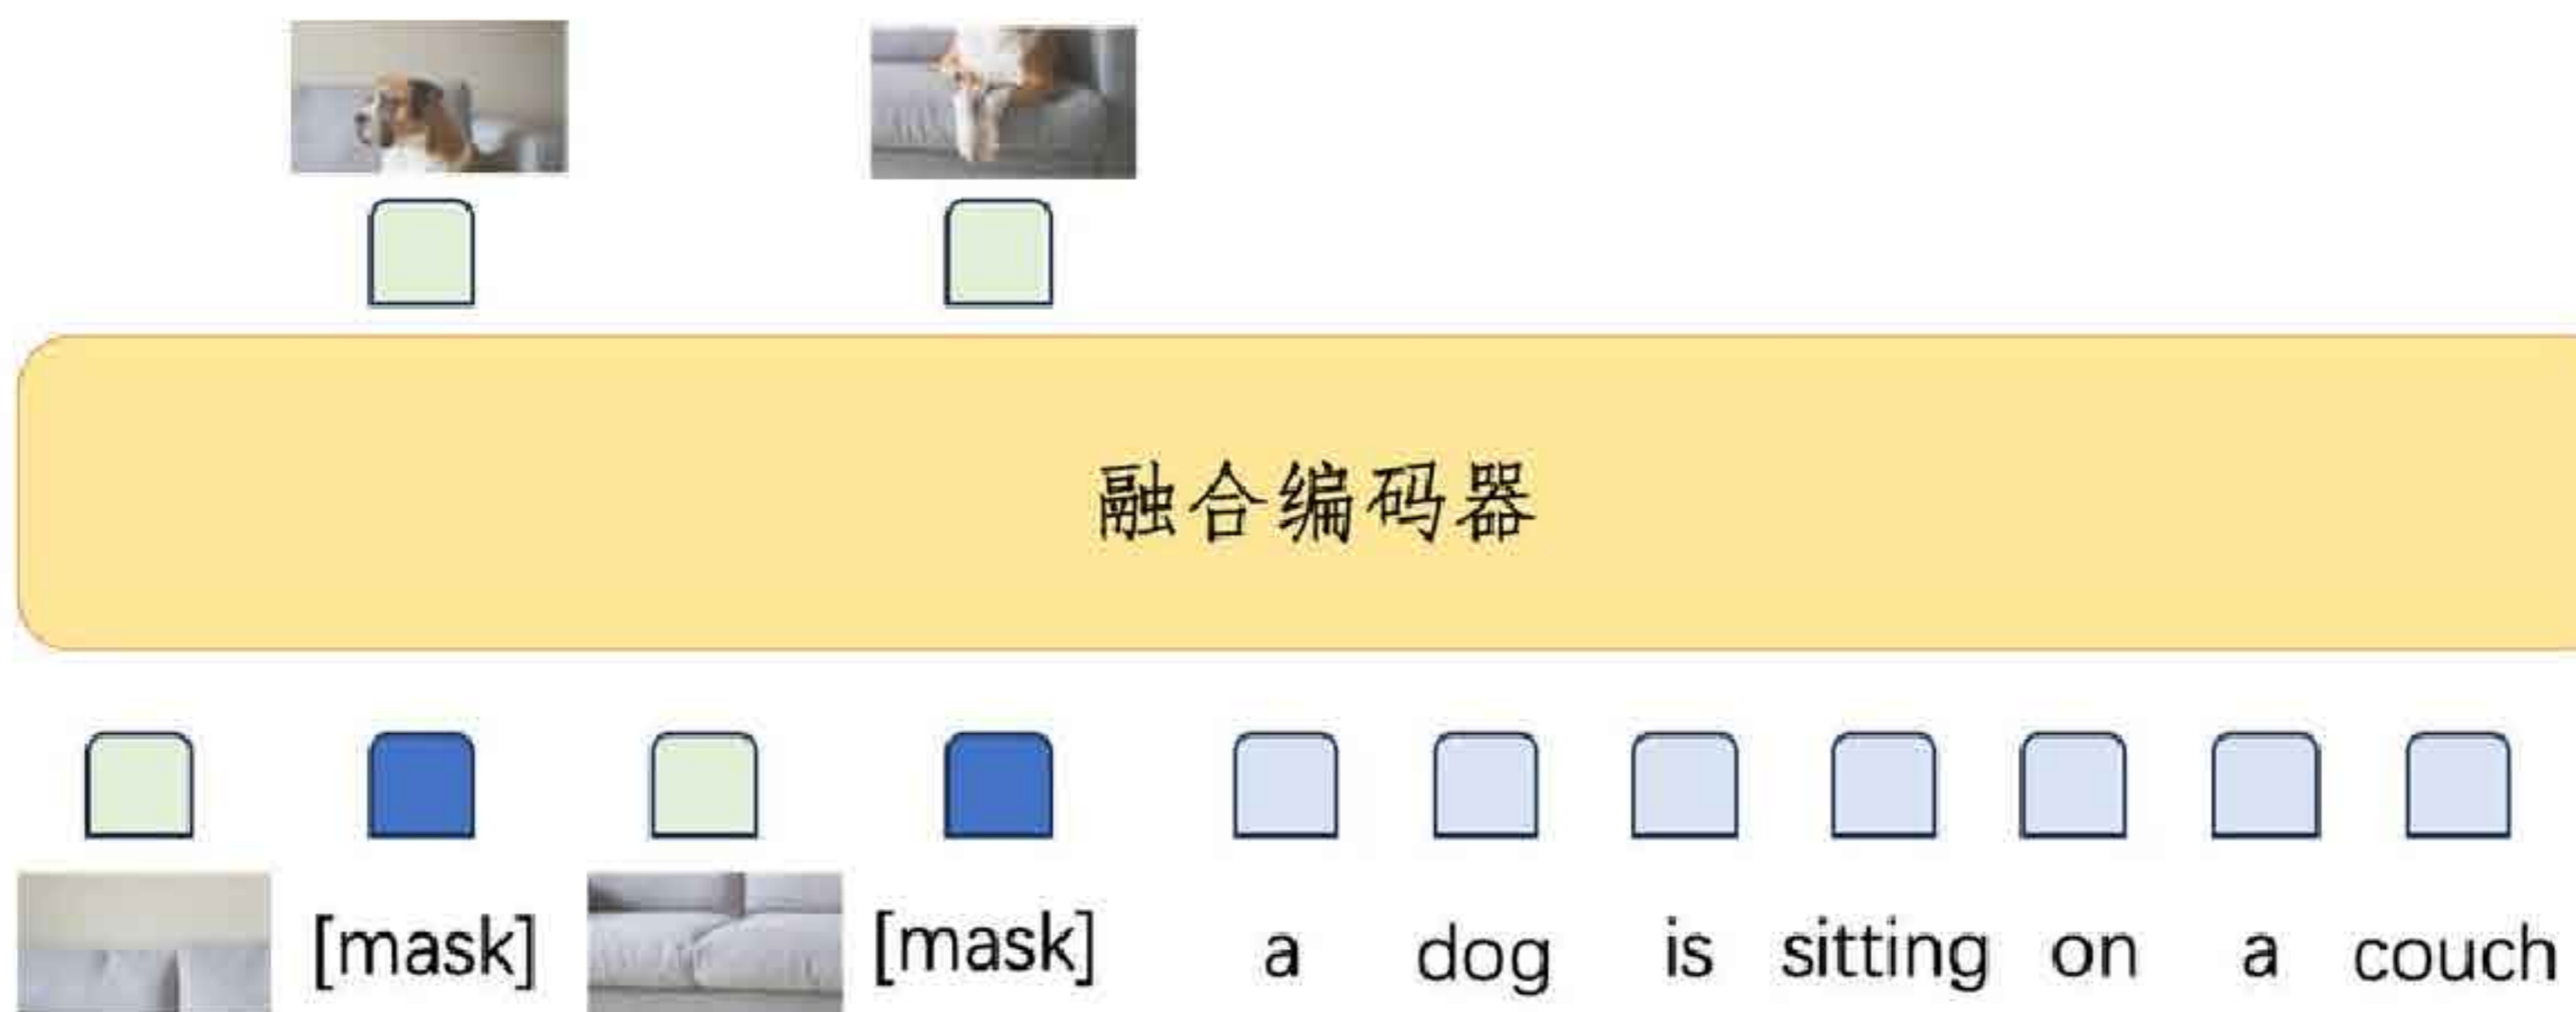 融合编码器
[mask] [mask] a dog is sitting on a couch